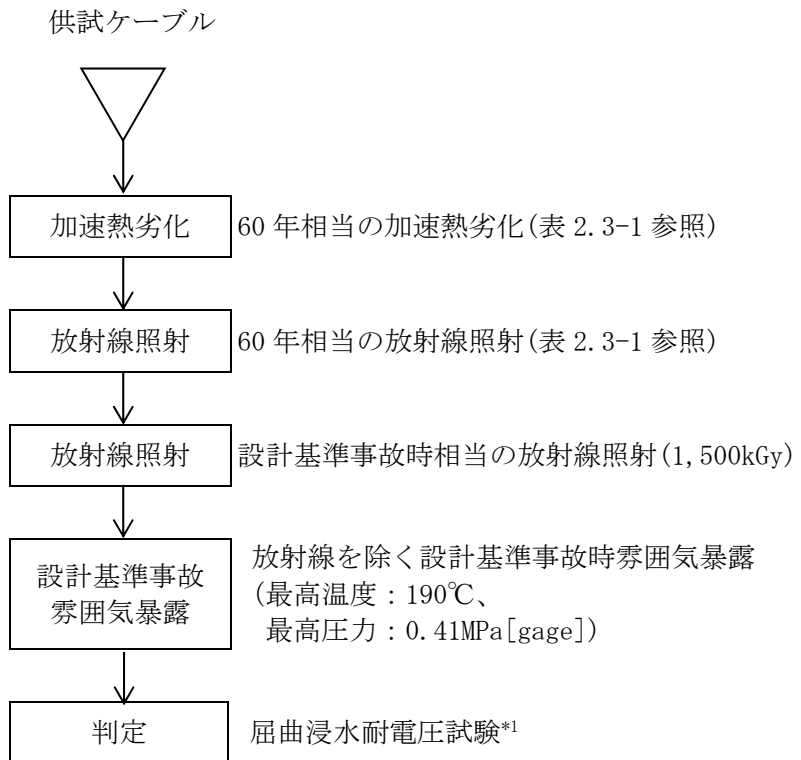 供試ケーブル
加速熱劣化
60 年相当の加速熱劣化(表 2.3-1 参照)
放射線照射
60 年相当の放射線照射(表 2.3-1 参照)
放射線照射
設計基準事故時相当の放射線照射(1,500kGy)
設計基準事故
雰囲気暴露
放射線を除く設計基準事故時雰囲気暴露
(最高温度：190℃、
最高圧力：0.41MPa[gage])
判定
屈曲浸水耐電圧試験*1